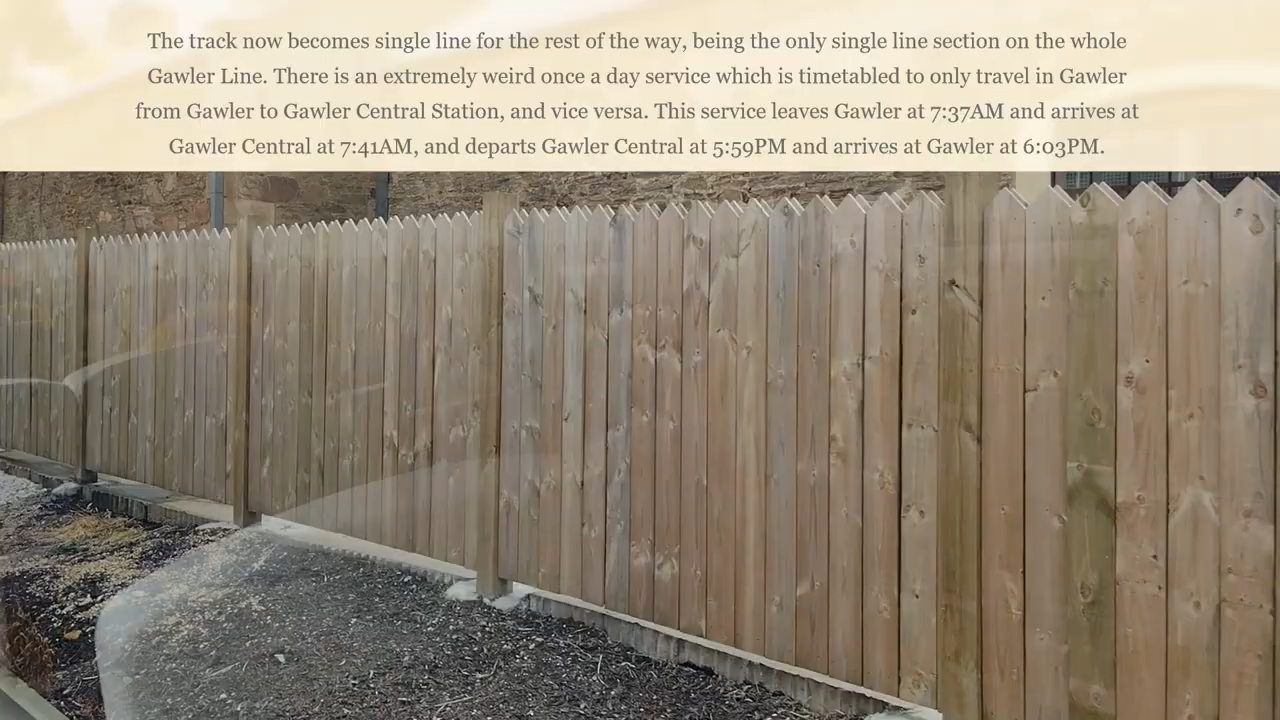 The track now becomes single line for the rest of the way, being the only single line section on the whole
Gawler Line. There is an extremely weird once a day service which is timetabled to only travel in Gawler
from Gawler to Gawler Central Station, and vice versa. This service leaves Gawler at 7:37AM and arrives at
Gawler Central at 7:41AM, and departs Gawler Central at 5:59PM and arrives at Gawler at 6:03PM.